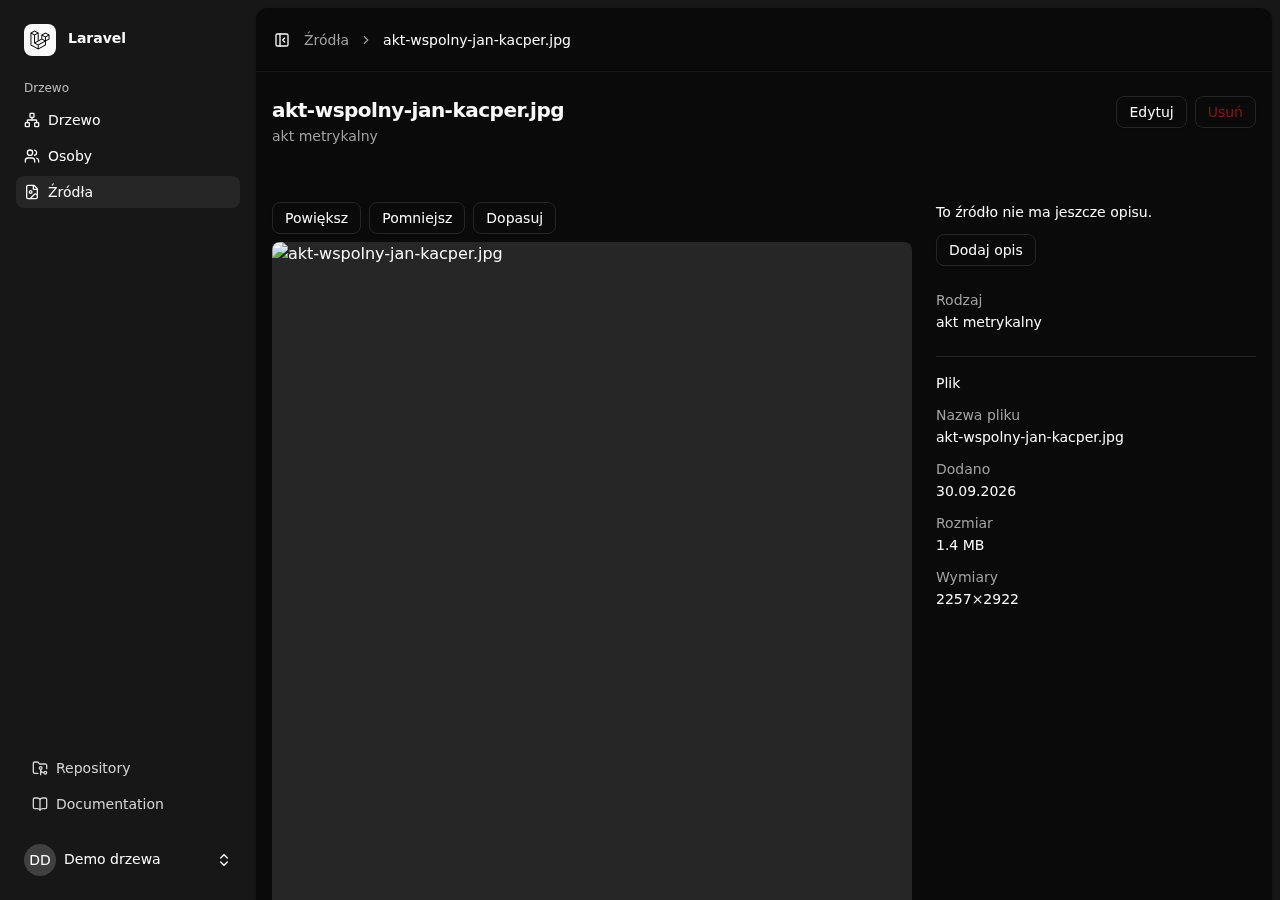 Laravel
Drzewo
Drzewo
Osoby
Źródła
Repository
Documentation
DD
Demo drzewa
Źródła
akt-wspolny-jan-kacper.jpg
akt-wspolny-jan-kacper.jpg
akt metrykalny
Edytuj
Usuń
Powiększ
Pomniejsz
Dopasuj
akt-wspolny-jan-kacper.jpg
To źródło nie ma jeszcze opisu.
Dodaj opis
Rodzaj
akt metrykalny
Plik
Nazwa pliku
akt-wspolny-jan-kacper.jpg
Dodano
30.09.2026
Rozmiar
1.4 MB
Wymiary
2257×2922